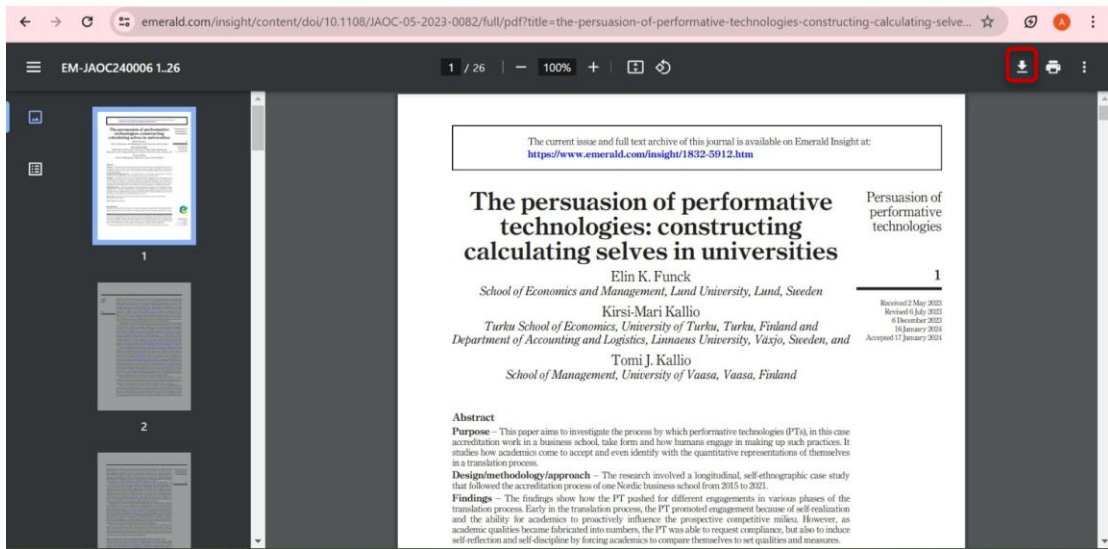 emerald.com/insight/content/doi/10.1108/JAOC-05-2023-0082/full/pdf?title=the-persuasion-of-performative-technologies-constructing-calculating-selve...
A
EM-JAOC240006 1..26
1 / 26
100%
1
2
The current issue and full text archive of this journal is available on Emerald Insight at:
https://www.emerald.com/insight/1832-5912.htm
The persuasion of performative
technologies: constructing
calculating selves in universities
Elin K. Funck
School of Economics and Management, Lund University, Lund, Sweden
Kirsi-Mari Kallio
Turku School of Economics, University of Turku, Turku, Finland and
Department of Accounting and Logistics, Linnaeus University, Växjo, Sweden, and
Tomi J. Kallio
School of Management, University of Vaasa, Vaasa, Finland
Persuasion of
performative
technologies
1
Received 2 May 2023
Revised 6 July 2023
6 December 2023
16 January 2024
Accepted 17 January 2024
Abstract
Purpose – This paper aims to investigate the process by which performative technologies (PTs), in this case
accreditation work in a business school, take form and how humans engage in making up such practices. It
studies how academics come to accept and even identify with the quantitative representations of themselves
in a translation process.
Design/methodology/approach – The research involved a longitudinal, self-ethnographic case study
that followed the accreditation process of one Nordic business school from 2015 to 2021.
Findings – The findings show how the PT pushed for different engagements in various phases of the
translation process. Early in the translation process, the PT promoted engagement because of self-realization
and the ability for academics to proactively influence the prospective competitive milieu. However, as
academic qualities became fabricated into numbers, the PT was able to request compliance, but also to induce
self-reflection and self-discipline by forcing academics to compare themselves to set qualities and measures.